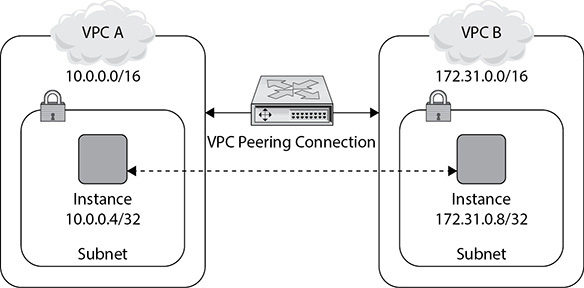 VPC A
10.0.0.0/16
Instance
10.0.0.4/32
Subnet
VPC Peering Connection
VPC B
172.31.0.0/16
Instance
172.31.0.8/32
Subnet